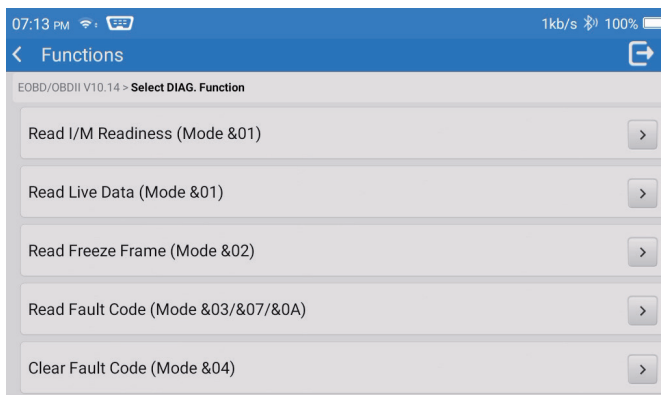 07:13 PM 1kb/s 100%
Functions
EOBD/OBDII V10.14 > Select DIAG. Function
Read I/M Readiness (Mode &01)
Read Live Data (Mode &01)
Read Freeze Frame (Mode &02)
Read Fault Code (Mode &03/&07/&0A)
Clear Fault Code (Mode &04)